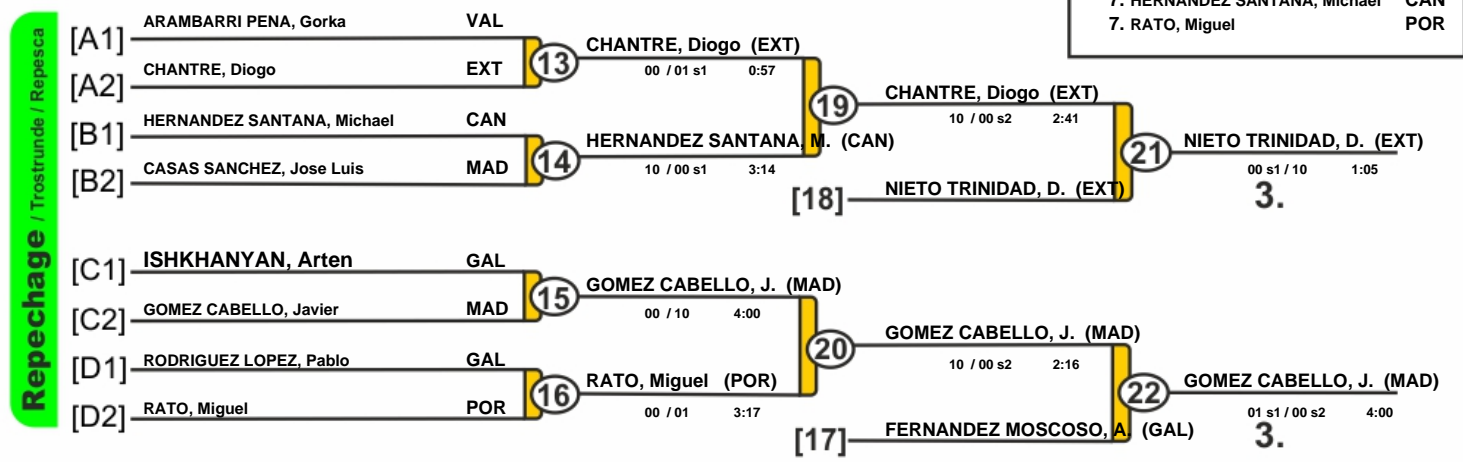 7. HERNANDEZ SANTANA, Michael CAN
7. RATO, Miguel POR
Repechage / Trostrunde / Repesca
[A1] ARAMBARRI PENA, Gorka VAL
[A2] CHANTRE, Diogo EXT
13 CHANTRE, Diogo (EXT)
00 / 01 s1 0:57
[B1] HERNANDEZ SANTANA, Michael CAN
[B2] CASAS SANCHEZ, Jose Luis MAD
14 HERNANDEZ SANTANA, M. (CAN)
10 / 00 s1 3:14
19 CHANTRE, Diogo (EXT)
10 / 00 s2 2:41
[18] NIETO TRINIDAD, D. (EXT)
21 NIETO TRINIDAD, D. (EXT)
00 s1 / 10 1:05
3.
[C1] ISHKHANYAN, Arten GAL
[C2] GOMEZ CABELLO, Javier MAD
15 GOMEZ CABELLO, J. (MAD)
00 / 10 4:00
[D1] RODRIGUEZ LOPEZ, Pablo GAL
[D2] RATO, Miguel POR
16 RATO, Miguel (POR)
00 / 01 3:17
20 GOMEZ CABELLO, J. (MAD)
10 / 00 s2 2:16
[17] FERNANDEZ MOSCOSO, A. (GAL)
22 GOMEZ CABELLO, J. (MAD)
01 s1 / 00 s2 4:00
3.